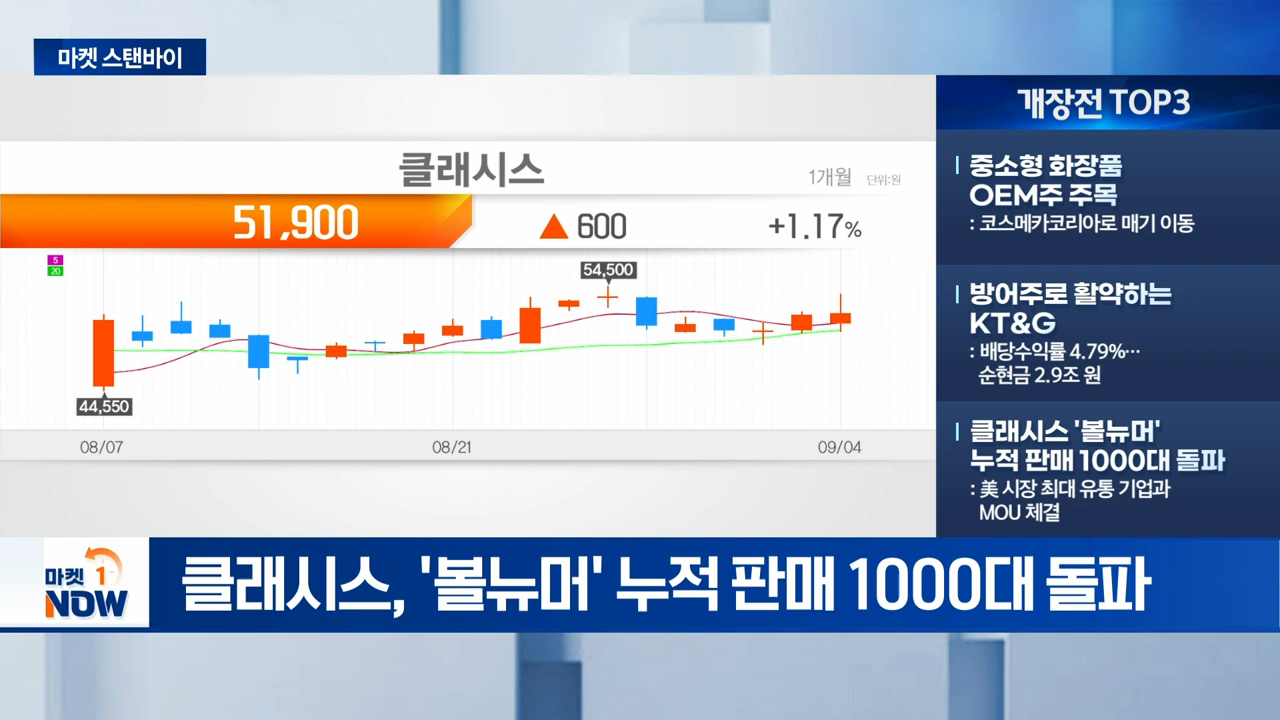 마켓 스탠바이
클래시스
1개월 단위:원
51,900 ▲ 600 +1.17%
5
20
54,500
44,550
08/07 08/21 09/04
개장전 TOP3
중소형 화장품
OEM주 주목
: 코스메카코리아로 매기 이동
방어주로 활약하는
KT&G
: 배당수익률 4.79%…
순현금 2.9조 원
클래시스 '볼뉴머'
누적 판매 1000대 돌파
: 美 시장 최대 유통 기업과
MOU 체결
마켓 1
NOW
클래시스, '볼뉴머' 누적 판매 1000대 돌파